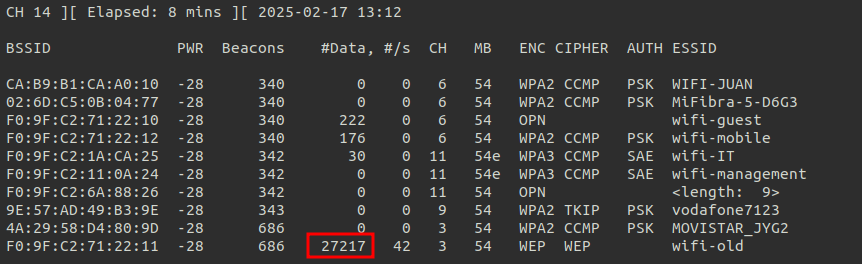 CH 14 ][ Elapsed: 8 mins ][ 2025-02-17 13:12
BSSID PWR Beacons #Data, #/s CH MB ENC CIPHER AUTH ESSID
CA:B9:B1:CA:A0:10 -28 340 0 0 6 54 WPA2 CCMP PSK WIFI-JUAN
02:6D:C5:0B:04:77 -28 340 0 0 6 54 WPA2 CCMP PSK MiFibra-5-D6G3
F0:9F:C2:71:22:10 -28 340 222 0 6 54 OPN wifi-guest
F0:9F:C2:71:22:12 -28 340 176 0 6 54 WPA2 CCMP PSK wifi-mobile
F0:9F:C2:1A:CA:25 -28 342 30 0 11 54e WPA3 CCMP SAE wifi-IT
F0:9F:C2:11:0A:24 -28 342 0 0 11 54e WPA3 CCMP SAE wifi-management
F0:9F:C2:6A:88:26 -28 342 0 0 11 54 OPN <length:  9>
9E:57:AD:49:B3:9E -28 343 0 0 9 54 WPA2 TKIP PSK vodafone7123
4A:29:58:D4:80:9D -28 686 0 0 3 54 WPA2 CCMP PSK MOVISTAR_JYG2
F0:9F:C2:71:22:11 -28 686 27217 42 3 54 WEP WEP wifi-old